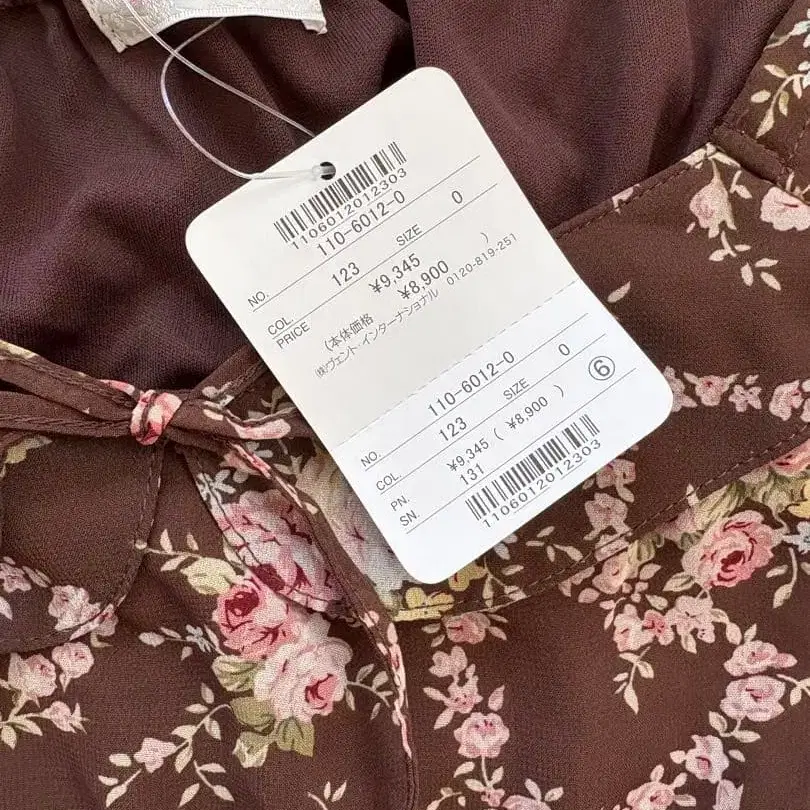 1106012012303
NO. 110-6012-0
COL. 123 SIZE 0
PRICE ¥9,345
(本体価格 ¥8,900 )
㈱ヴェント・インターナショナル 0120-819-251
NO. 110-6012-0
COL. 123 SIZE 0
PN. ¥9,345 ( ¥8,900 ) ⑥
SN. 131
1106012012303